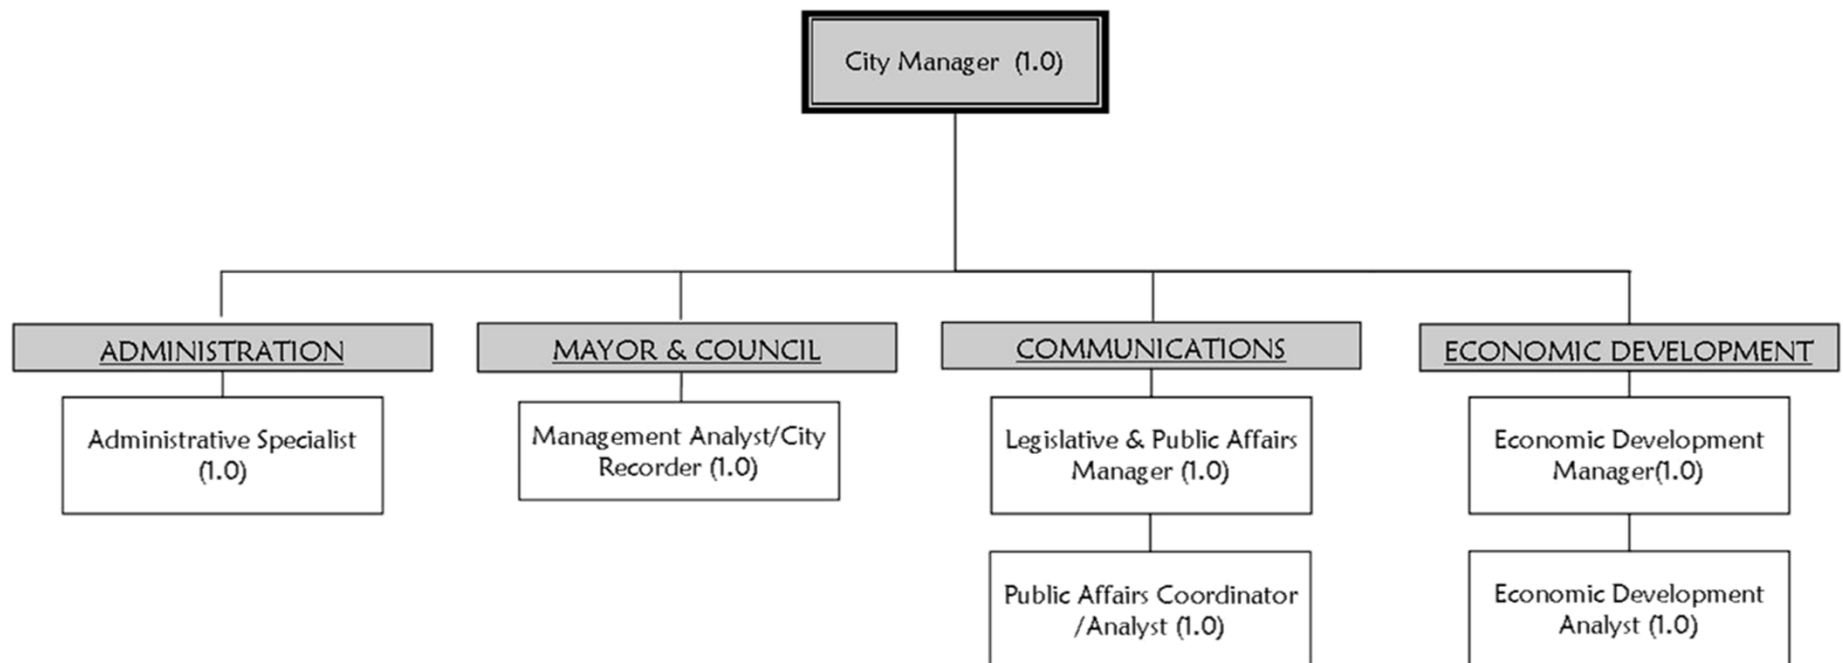 City Manager (1.0)
ADMINISTRATION
Administrative Specialist
(1.0)
MAYOR & COUNCIL
Management Analyst/City
Recorder (1.0)
COMMUNICATIONS
Legislative & Public Affairs
Manager (1.0)
Public Affairs Coordinator
/Analyst (1.0)
ECONOMIC DEVELOPMENT
Economic Development
Manager(1.0)
Economic Development
Analyst (1.0)